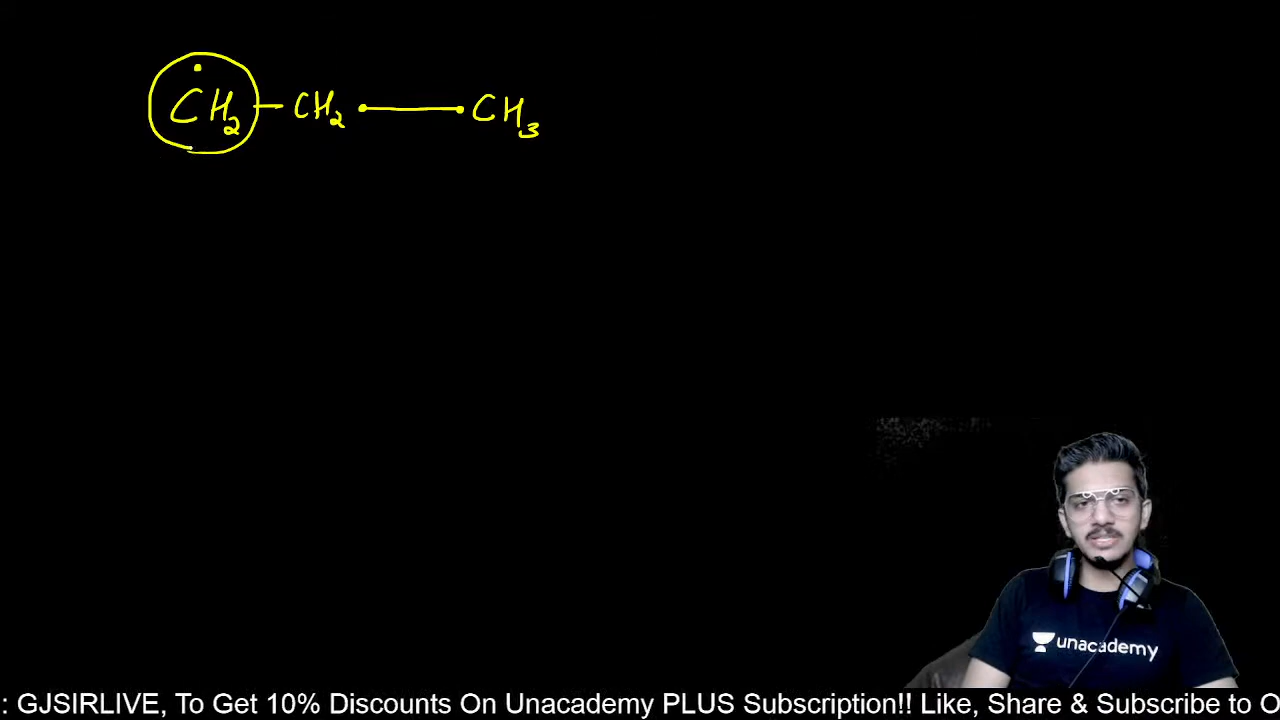 ĊH₂ - CH₂ — CH₃
unacademy
: GJSIRLIVE, To Get 10% Discounts On Unacademy PLUS Subscription!! Like, Share & Subscribe to O